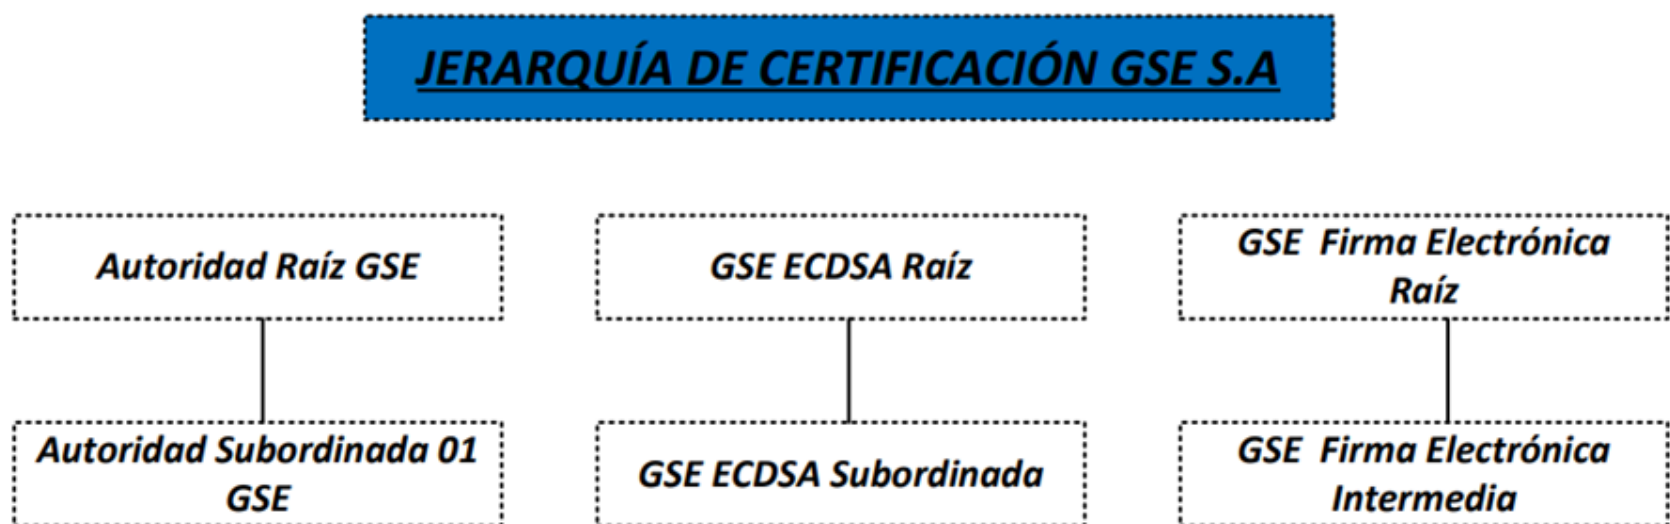 JERARQUÍA DE CERTIFICACIÓN GSE S.A
Autoridad Raíz GSE
GSE ECDSA Raíz
GSE Firma Electrónica
Raíz
Autoridad Subordinada 01
GSE
GSE ECDSA Subordinada
GSE Firma Electrónica
Intermedia